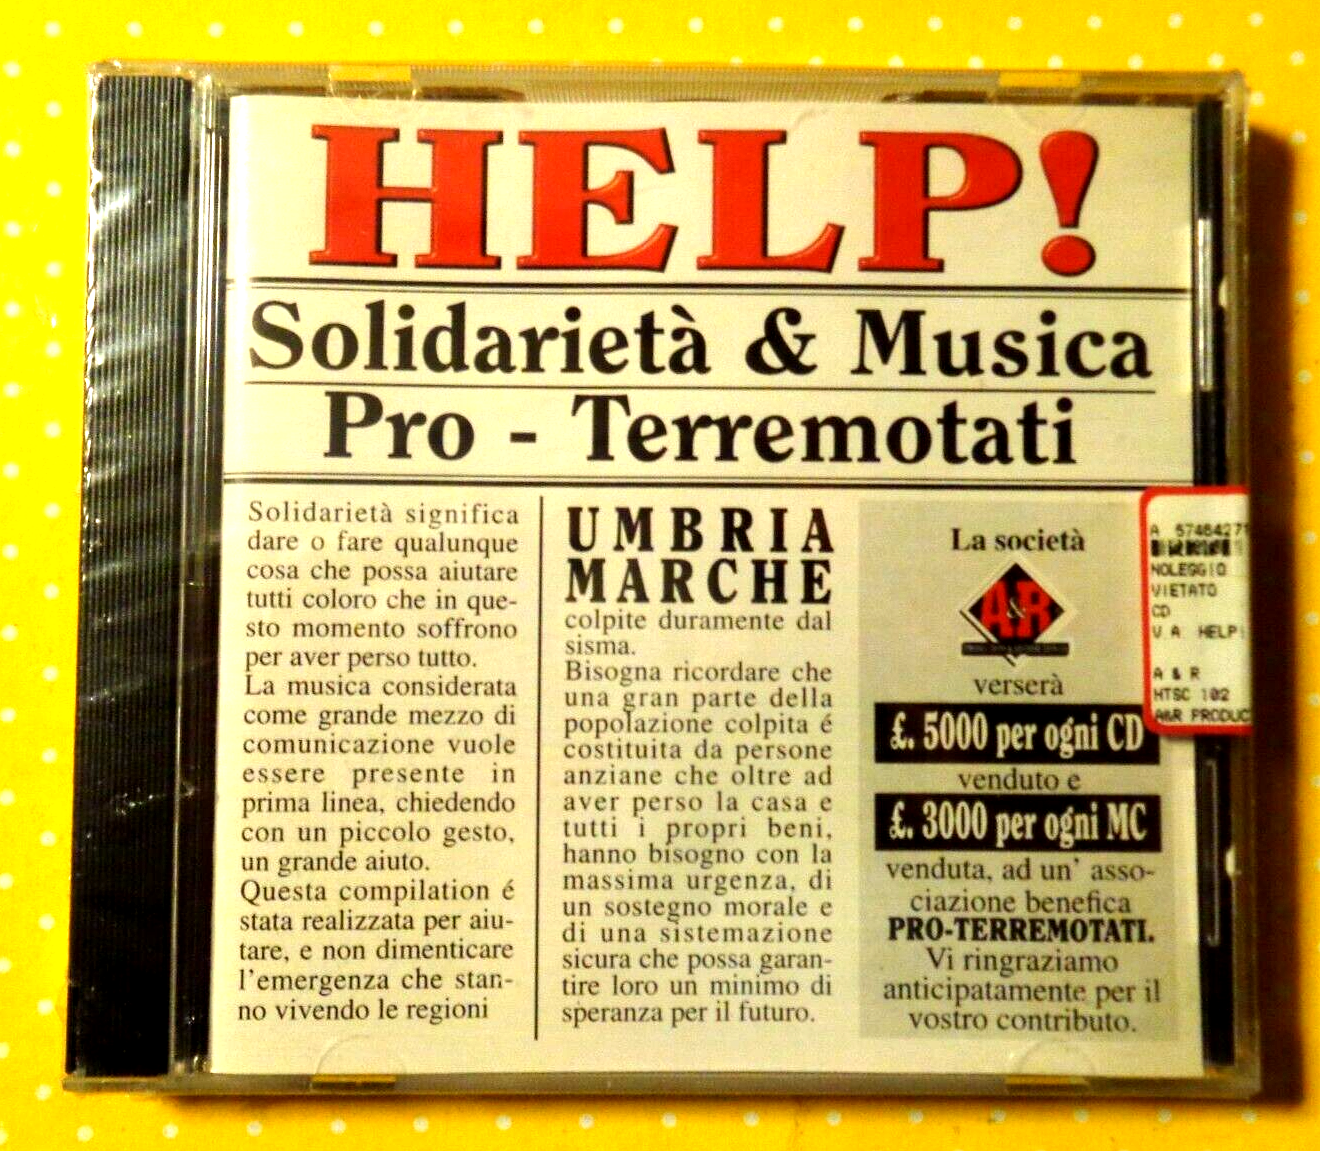 HELP!
Solidarietà & Musica
Pro - Terremotati
Solidarietà significa
dare o fare qualunque
cosa che possa aiutare
tutti coloro che in que-
sto momento soffrono
per aver perso tutto.
La musica considerata
come grande mezzo di
comunicazione vuole
essere presente in
prima linea, chiedendo
con un piccolo gesto,
un grande aiuto.
Questa compilation é
stata realizzata per aiu-
tare, e non dimenticare
l'emergenza che stan-
no vivendo le regioni
UMBRIA
MARCHE
colpite duramente dal
sisma.
Bisogna ricordare che
una gran parte della
popolazione colpita é
costituita da persone
anziane che oltre ad
aver perso la casa e
tutti i propri beni,
hanno bisogno con la
massima urgenza, di
un sostegno morale e
di una sistemazione
sicura che possa garan-
tire loro un minimo di
speranza per il futuro.
La società
A&R
verserà
£. 5000 per ogni CD
venduto e
£. 3000 per ogni MC
venduta, ad un' asso-
ciazione benefica
PRO-TERREMOTATI.
Vi ringraziamo
anticipatamente per il
vostro contributo.
A 5746427
NOLEGGIO
VIETATO
CD
V A HELP!
A & R
HTSC 102
A&R PRODUC